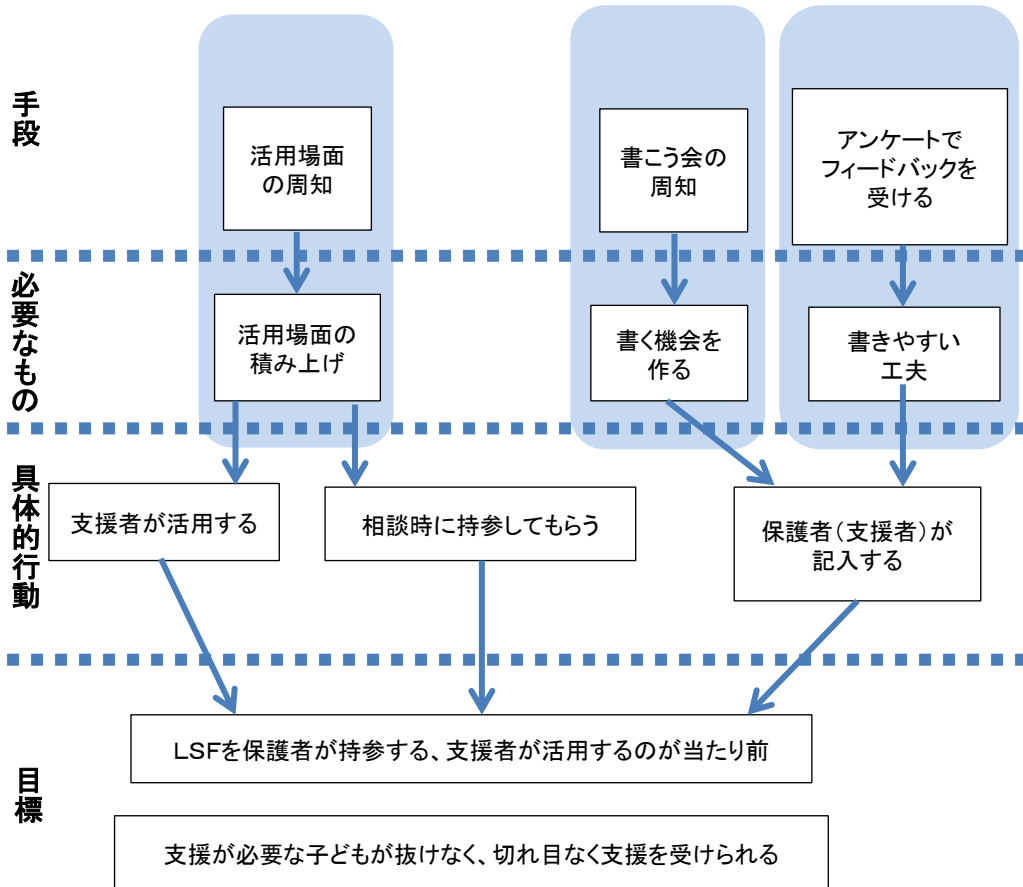 手段
活用場面
の周知
書こう会の
周知
アンケートで
フィードバックを
受ける
必要なもの
活用場面の
積み上げ
書く機会を
作る
書きやすい
工夫
具体的行動
支援者が活用する
相談時に持参してもらう
保護者(支援者)が
記入する
目標
LSFを保護者が持参する、支援者が活用するのが当たり前
支援が必要な子どもが抜けなく、切れ目なく支援を受けられる